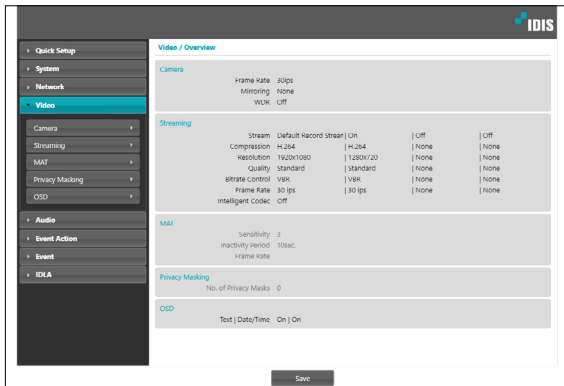 IDIS
Quick Setup
System
Network
Video
Camera
Streaming
MAT
Privacy Masking
OSD
Audio
Event Action
Event
IDLA
Video / Overview
Camera
Frame Rate 30ips
Mirroring None
WDR Off
Streaming
Stream Default Record Strear | On | Off | Off
Compression H.264 | H.264 | None | None
Resolution 1920x1080 | 1280x720 | None | None
Quality Standard | Standard | None | None
Bitrate Control VBR | VBR | None | None
Frame Rate 30 ips | 30 ips | None | None
Intelligent Codec Off
MAT
Sensitivity 3
Inactivity Period 10sec.
Frame Rate
Privacy Masking
No. of Privacy Masks 0
OSD
Text | Date/Time On | On
Save